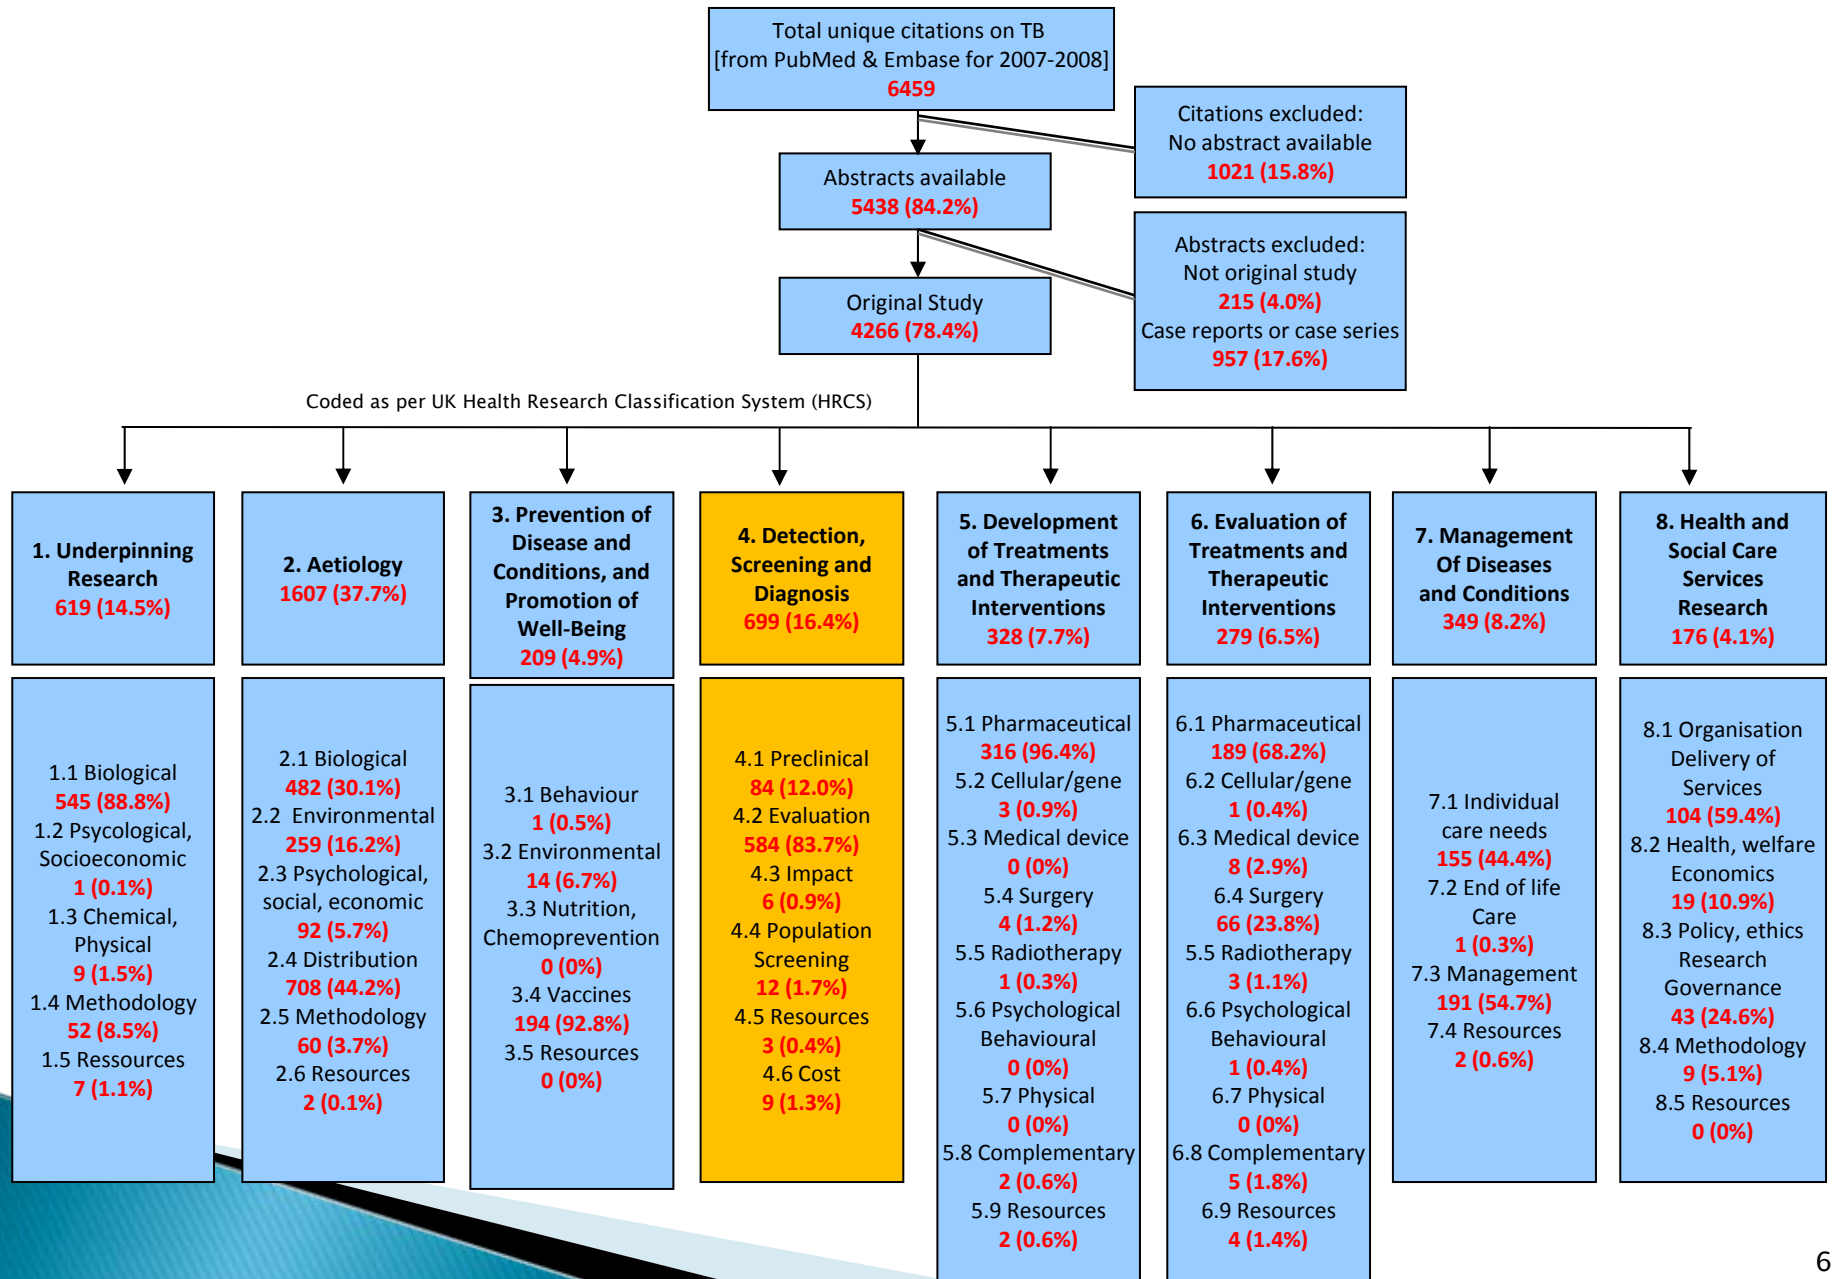 Total unique citations on TB
[from PubMed & Embase for 2007-2008]
6459
Citations excluded:
No abstract available
1021 (15.8%)
Abstracts available
5438 (84.2%)
Abstracts excluded:
Not original study
215 (4.0%)
Case reports or case series
957 (17.6%)
Original Study
4266 (78.4%)
Coded as per UK Health Research Classification System (HRCS)
1. Underpinning
Research
619 (14.5%)
2. Aetiology
1607 (37.7%)
3. Prevention of
Disease and
Conditions, and
Promotion of
Well-Being
209 (4.9%)
4. Detection,
Screening and
Diagnosis
699 (16.4%)
5. Development
of Treatments
and Therapeutic
Interventions
328 (7.7%)
6. Evaluation of
Treatments and
Therapeutic
Interventions
279 (6.5%)
7. Management
Of Diseases
and Conditions
349 (8.2%)
8. Health and
Social Care
Services
Research
176 (4.1%)
1.1 Biological
545 (88.8%)
1.2 Psycological,
Socioeconomic
1 (0.1%)
1.3 Chemical,
Physical
9 (1.5%)
1.4 Methodology
52 (8.5%)
1.5 Ressources
7 (1.1%)
2.1 Biological
482 (30.1%)
2.2 Environmental
259 (16.2%)
2.3 Psychological,
social, economic
92 (5.7%)
2.4 Distribution
708 (44.2%)
2.5 Methodology
60 (3.7%)
2.6 Resources
2 (0.1%)
3.1 Behaviour
1 (0.5%)
3.2 Environmental
14 (6.7%)
3.3 Nutrition,
Chemoprevention
0 (0%)
3.4 Vaccines
194 (92.8%)
3.5 Resources
0 (0%)
4.1 Preclinical
84 (12.0%)
4.2 Evaluation
584 (83.7%)
4.3 Impact
6 (0.9%)
4.4 Population
Screening
12 (1.7%)
4.5 Resources
3 (0.4%)
4.6 Cost
9 (1.3%)
5.1 Pharmaceutical
316 (96.4%)
5.2 Cellular/gene
3 (0.9%)
5.3 Medical device
0 (0%)
5.4 Surgery
4 (1.2%)
5.5 Radiotherapy
1 (0.3%)
5.6 Psychological
Behavioural
0 (0%)
5.7 Physical
0 (0%)
5.8 Complementary
2 (0.6%)
5.9 Resources
2 (0.6%)
6.1 Pharmaceutical
189 (68.2%)
6.2 Cellular/gene
1 (0.4%)
6.3 Medical device
8 (2.9%)
6.4 Surgery
66 (23.8%)
5.5 Radiotherapy
3 (1.1%)
6.6 Psychological
Behavioural
1 (0.4%)
6.7 Physical
0 (0%)
6.8 Complementary
5 (1.8%)
6.9 Resources
4 (1.4%)
7.1 Individual
care needs
155 (44.4%)
7.2 End of life
Care
1 (0.3%)
7.3 Management
191 (54.7%)
7.4 Resources
2 (0.6%)
8.1 Organisation
Delivery of
Services
104 (59.4%)
8.2 Health, welfare
Economics
19 (10.9%)
8.3 Policy, ethics
Research
Governance
43 (24.6%)
8.4 Methodology
9 (5.1%)
8.5 Resources
0 (0%)
6